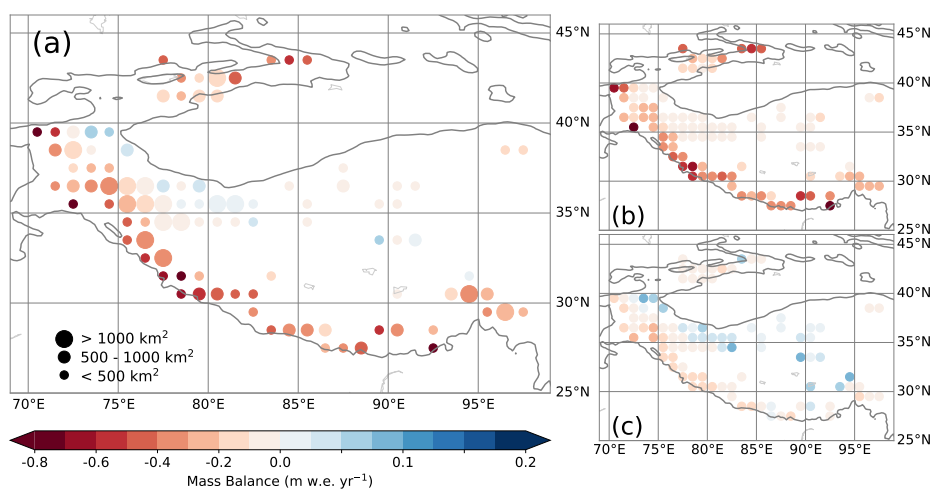 (a)
45°N
40°N
35°N
30°N
25°N
> 1000 km²
500 - 1000 km²
< 500 km²
70°E 75°E 80°E 85°E 90°E 95°E
-0.8 -0.6 -0.4 -0.2 0.0 0.1 0.2
Mass Balance (m w.e. yr⁻¹)
45°N
40°N
35°N
30°N
25°N
(b)
45°N
40°N
35°N
30°N
25°N
(c)
70°E 75°E 80°E 85°E 90°E 95°E